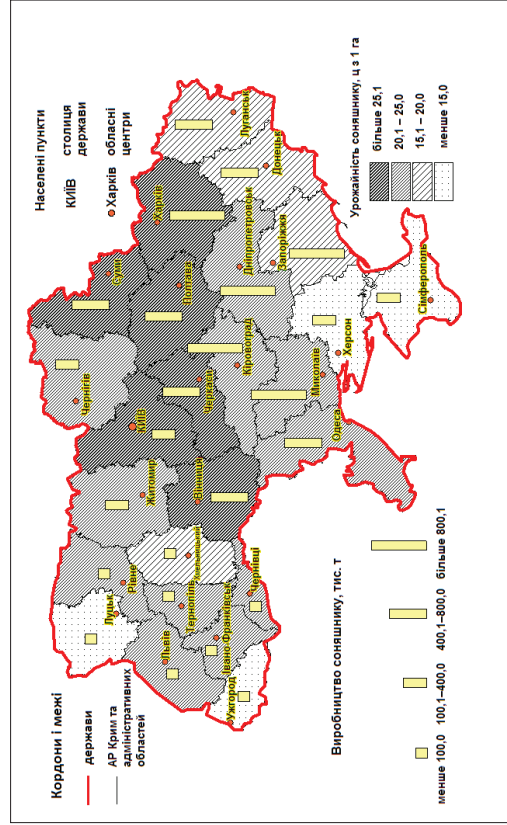 Кордони і межі
держави
АР Крим та
адміністративних
областей
Населені пункти
КИЇВ
столиця
держави
Харків
обласні
центри
Луцьк
Рівне
Житомир
КИЇВ
Чернігів
Суми
Львів
Тернопіль
Хмельницький
Вінниця
Черкаси
Полтава
Харків
Луганськ
Ужгород
Івано-Франківськ
Чернівці
Кіровоград
Дніпропетровськ
Донецьк
Запоріжжя
Одеса
Миколаїв
Херсон
Сімферополь
Виробництво соняшнику, тис. т
менше 100,0
100,1–400,0
400,1–800,0
більше 800,1
Урожайність соняшнику, ц з 1 га
більше 25,1
20,1 – 25,0
15,1 – 20,0
менше 15,0